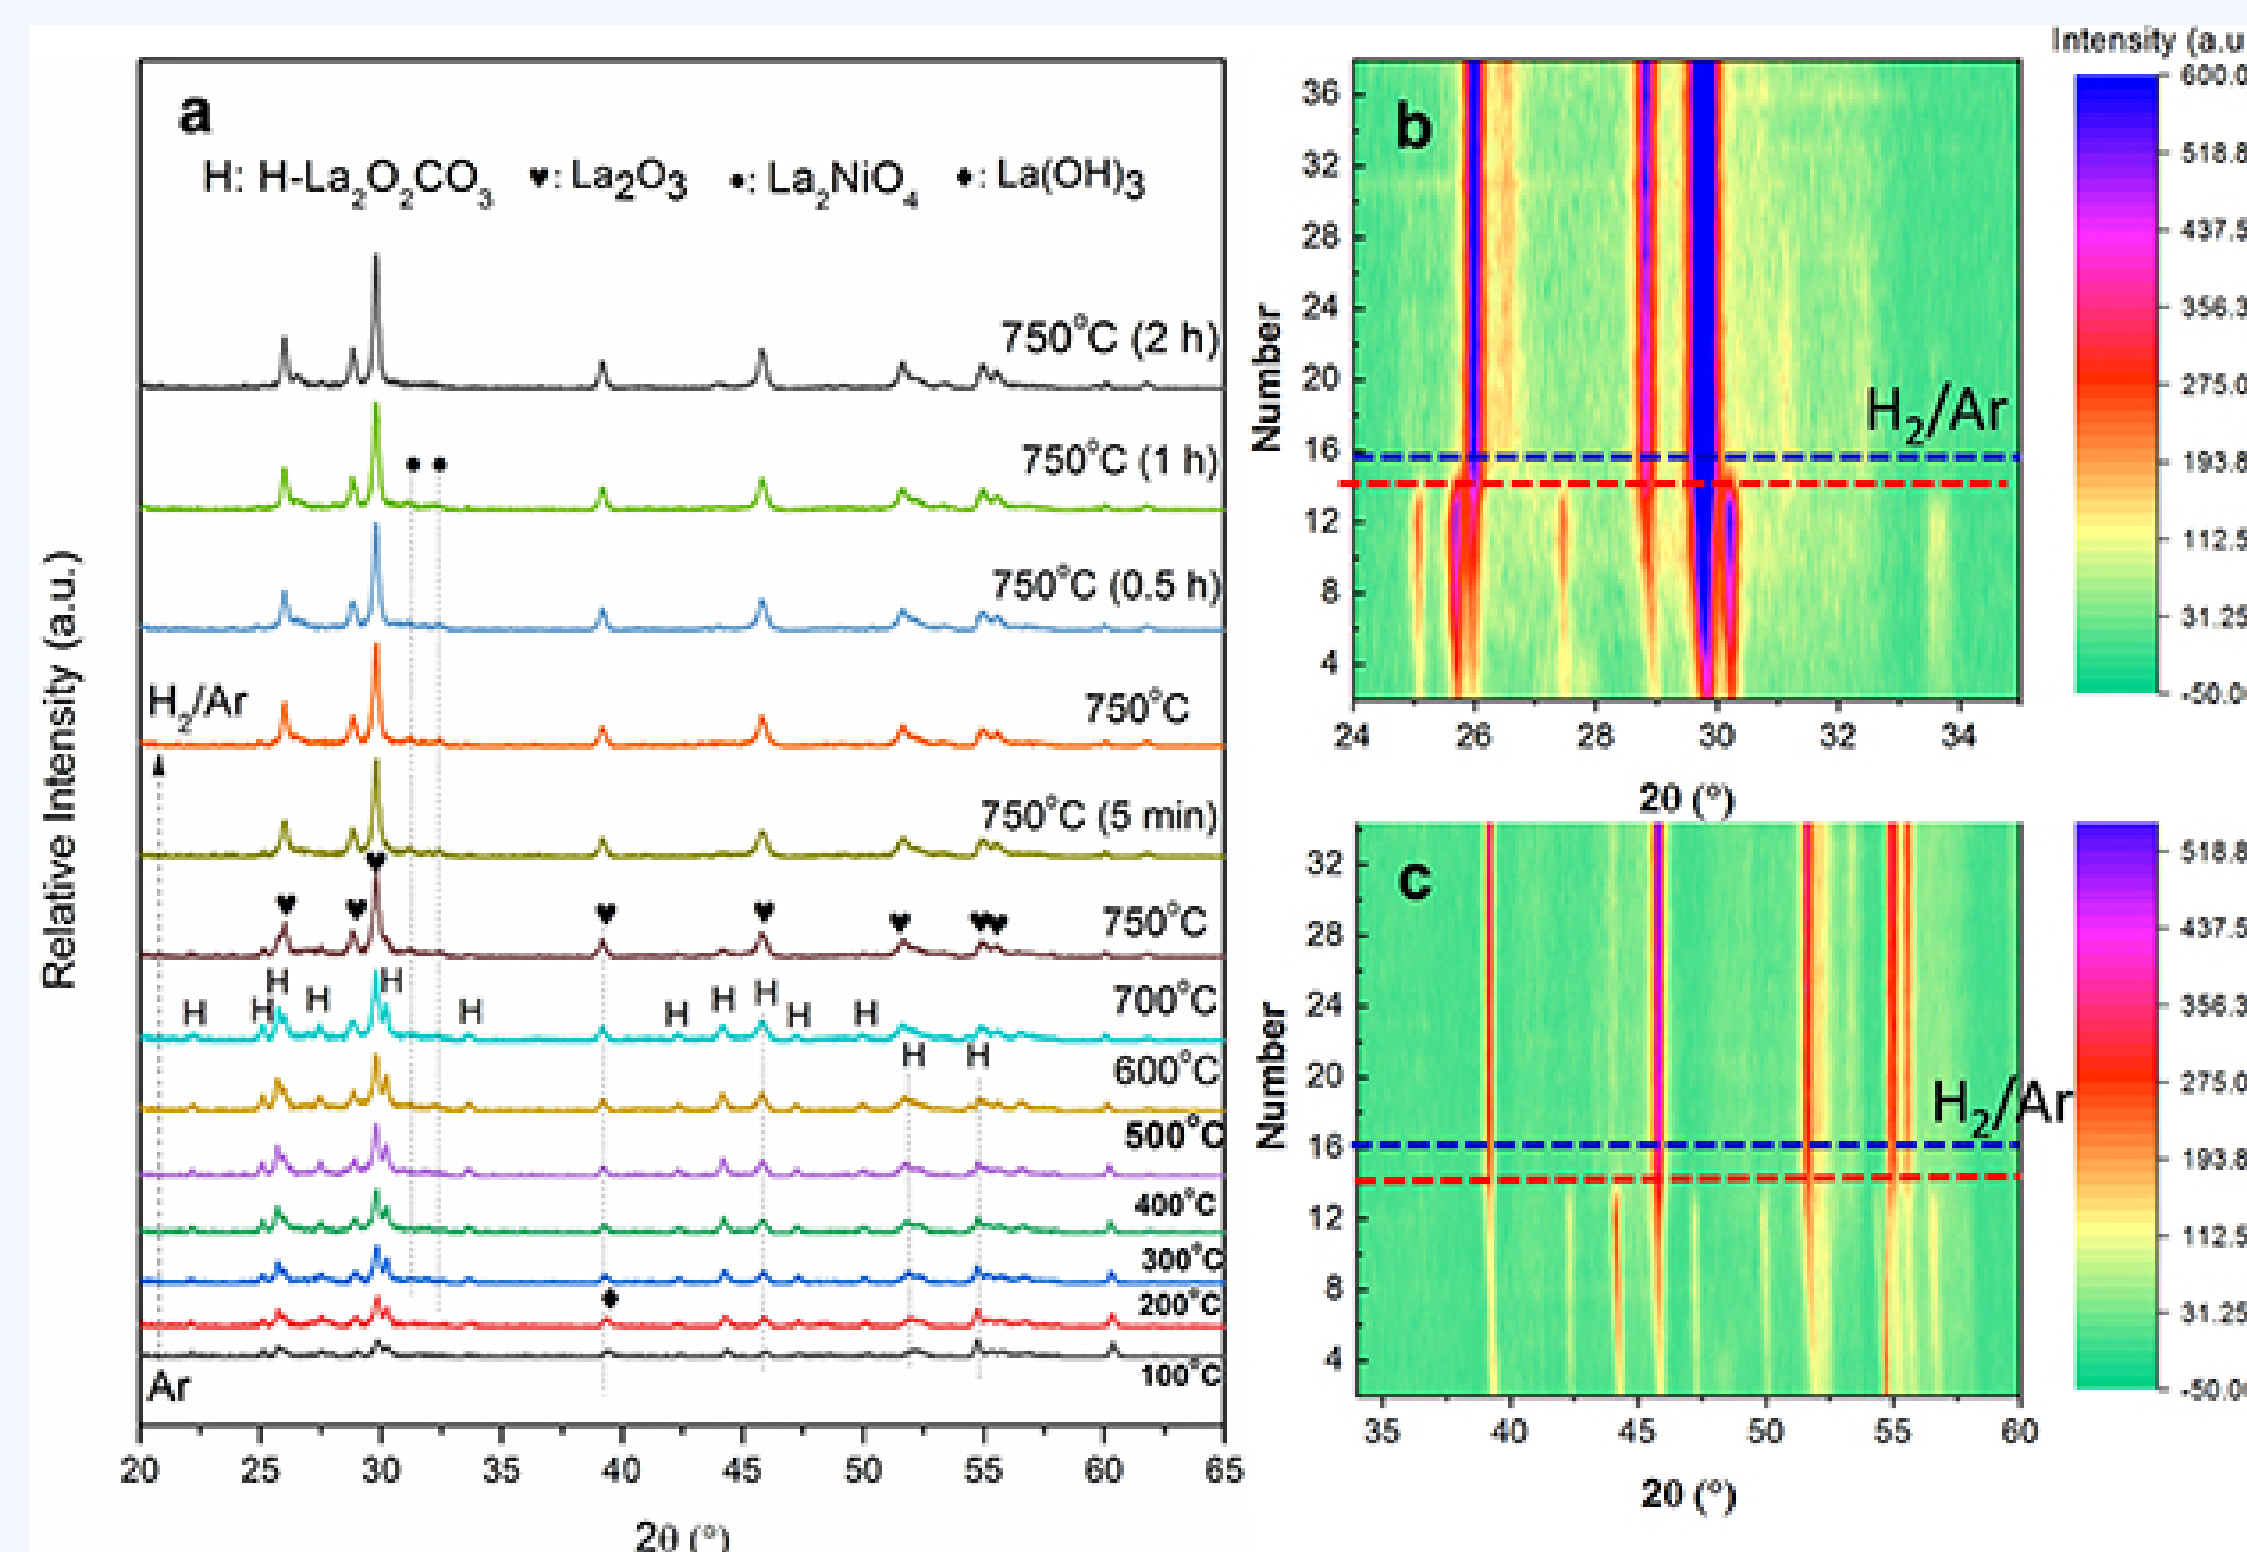 a
H: H-La₂O₂CO₃ ♥: La₂O₃ •: La₂NiO₄ ♦: La(OH)₃
750°C (2 h)
750°C (1 h)
750°C (0.5 h)
H₂/Ar
750°C
750°C (5 min)
750°C
H H H H H H H H H H H
700°C
H H
600°C
500°C
400°C
300°C
200°C
100°C
Ar
20 25 30 35 40 45 50 55 60 65
2θ (°)
Relative Intensity (a.u.)
b
Intensity (a.u
600.0
518.8
437.5
356.3
275.0
193.8
112.5
31.25
-50.00
36
32
28
24
20
16
12
8
4
Number
H₂/Ar
24 26 28 30 32 34
2θ (°)
c
518.8
437.5
356.3
275.0
193.8
112.5
31.25
-50.00
32
28
24
20
16
12
8
4
Number
H₂/Ar
35 40 45 50 55 60
2θ (°)